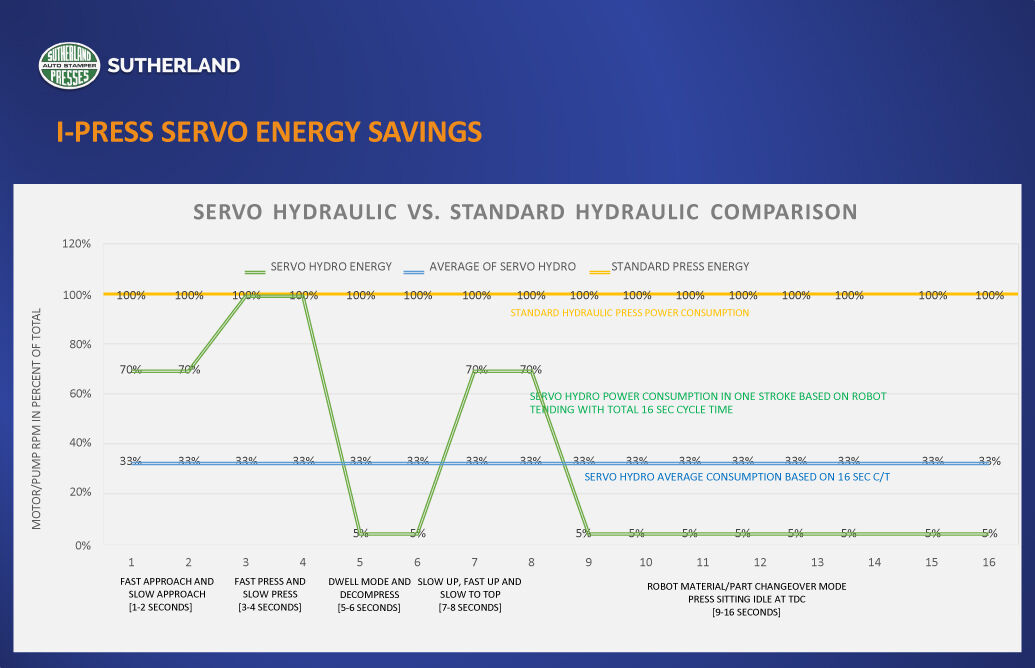 SUTHERLAND
AUTO STAMPER
PRESSES
SUTHERLAND
I-PRESS SERVO ENERGY SAVINGS
SERVO HYDRAULIC VS. STANDARD HYDRAULIC COMPARISON
120%
SERVO HYDRO ENERGY AVERAGE OF SERVO HYDRO STANDARD PRESS ENERGY
100% 100% 100% 100% 100% 100% 100% 100% 100% 100% 100% 100% 100% 100% 100% 100%
STANDARD HYDRAULIC PRESS POWER CONSUMPTION
MOTOR/PUMP RPM IN PERCENT OF TOTAL
80%
70% 70% 70% 70%
60%
SERVO HYDRO POWER CONSUMPTION IN ONE STROKE BASED ON ROBOT
TENDING WITH TOTAL 16 SEC CYCLE TIME
40%
33% 33% 33% 33% 33% 33% 33% 33% 33% 33% 33% 33% 33% 33% 33%
SERVO HYDRO AVERAGE CONSUMPTION BASED ON 16 SEC C/T
20%
5% 5% 5% 5% 5% 5% 5% 5% 5%
0%
1 2 3 4 5 6 7 8 9 10 11 12 13 14 15 16
FAST APPROACH AND
SLOW APPROACH
[1-2 SECONDS]
FAST PRESS AND
SLOW PRESS
[3-4 SECONDS]
DWELL MODE AND
DECOMPRESS
[5-6 SECONDS]
SLOW UP, FAST UP AND
SLOW TO TOP
[7-8 SECONDS]
ROBOT MATERIAL/PART CHANGEOVER MODE
PRESS SITTING IDLE AT TDC
[9-16 SECONDS]